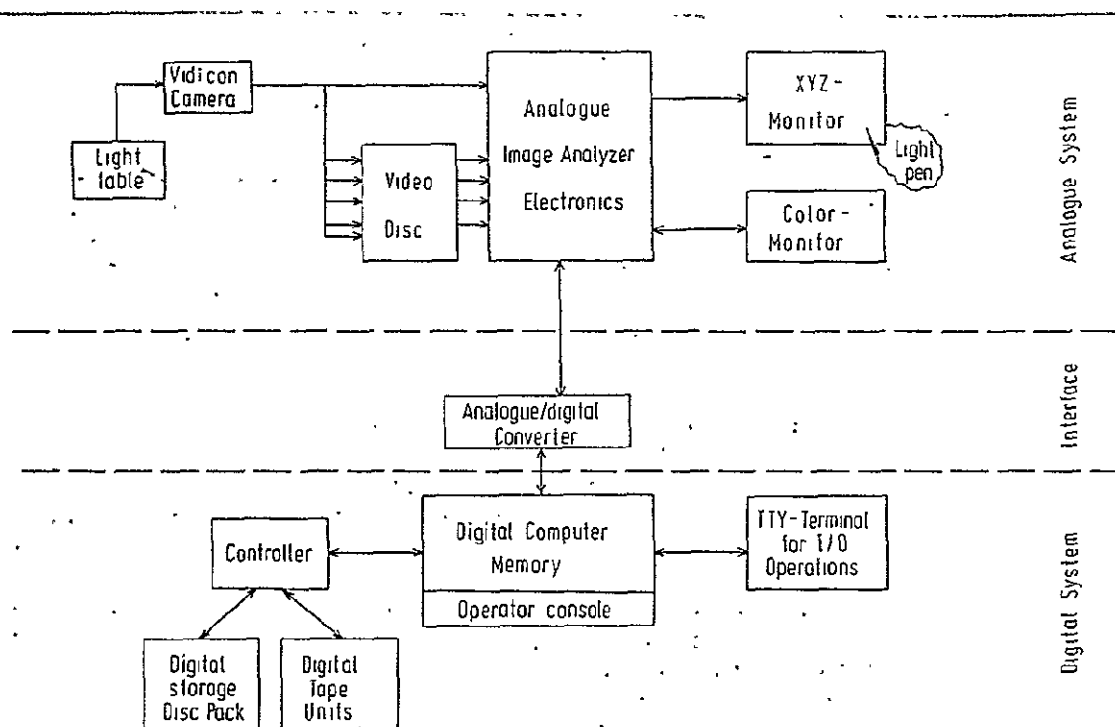 Vidicon
Camera
Light
table
Video
Disc
Analogue
Image Analyzer
Electronics
XYZ-
Monitor
Light
pen
Color-
Monitor
Analogue System
Analogue/digital
Converter
Interface
Controller
Digital Computer
Memory
Operator console
TTY-Terminal
for I/O
Operations
Digital
storage
Disc Pack
Digital
Tape
Units
Digital System